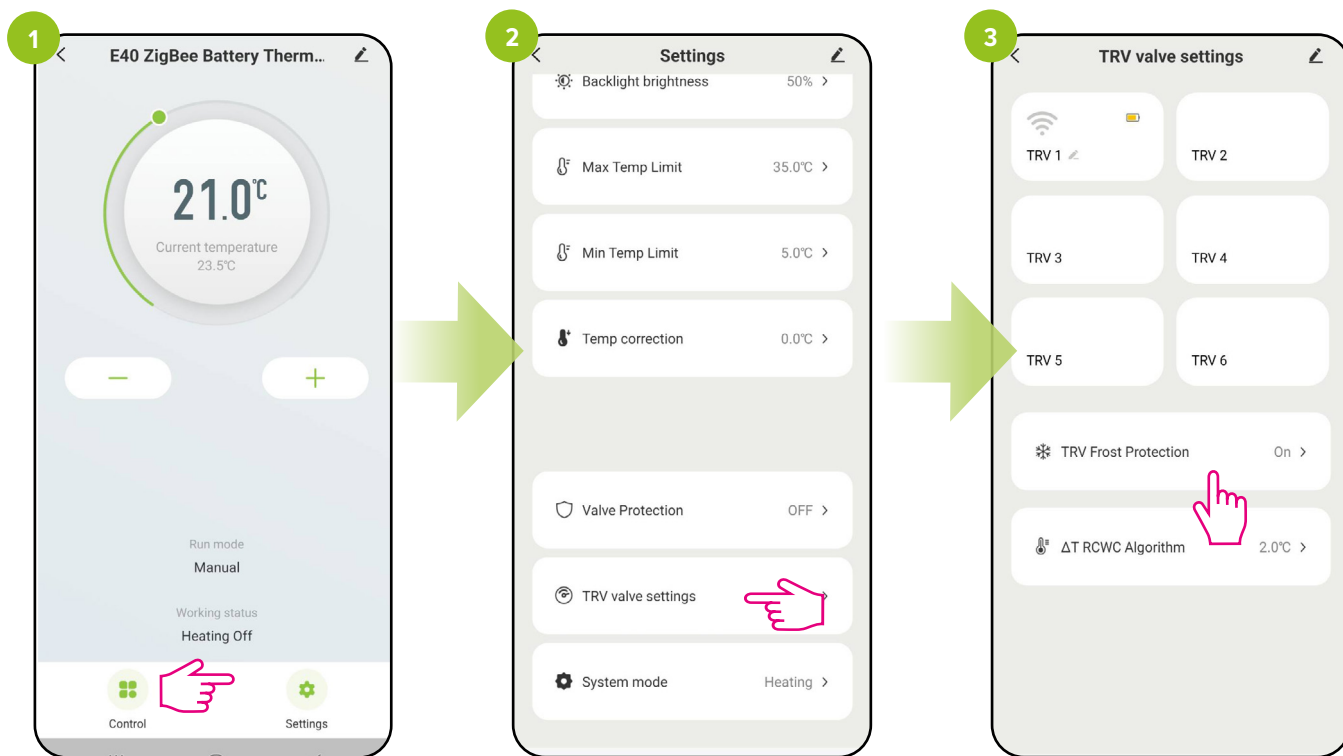 1
E40 ZigBee Battery Therm...
21.0℃
Current temperature
23.5℃
Run mode
Manual
Working status
Heating Off
Control
Settings
2
Settings
Backlight brightness 50%
Max Temp Limit 35.0℃
Min Temp Limit 5.0℃
Temp correction 0.0℃
Valve Protection OFF
TRV valve settings
System mode Heating
3
TRV valve settings
TRV 1
TRV 2
TRV 3
TRV 4
TRV 5
TRV 6
TRV Frost Protection On
ΔT RCWC Algorithm 2.0℃